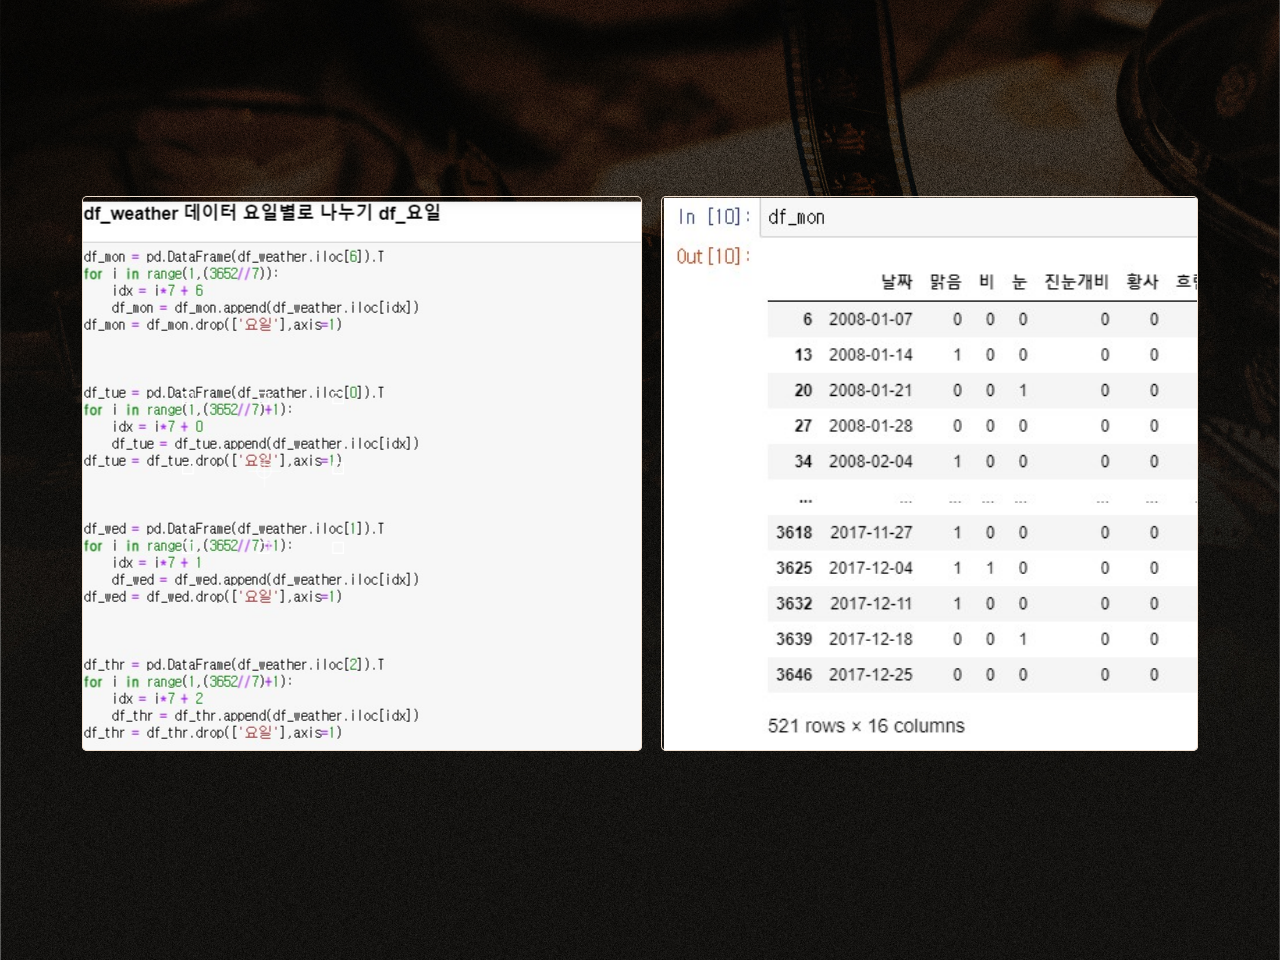 df_weather 데이터 요일별로 나누기 df_요일
df_mon = pd.DataFrame(df_weather.iloc[6]).T
for i in range(1,(3652//7)):
    idx = i*7 + 6
    df_mon = df_mon.append(df_weather.iloc[idx])
df_mon = df_mon.drop(['요일'],axis=1)
df_tue = pd.DataFrame(df_weather.iloc[0]).T
for i in range(1,(3652//7)+1):
    idx = i*7 + 0
    df_tue = df_tue.append(df_weather.iloc[idx])
df_tue = df_tue.drop(['요일'],axis=1)
df_wed = pd.DataFrame(df_weather.iloc[1]).T
for i in range(1,(3652//7)+1):
    idx = i*7 + 1
    df_wed = df_wed.append(df_weather.iloc[idx])
df_wed = df_wed.drop(['요일'],axis=1)
df_thr = pd.DataFrame(df_weather.iloc[2]).T
for i in range(1,(3652//7)+1):
    idx = i*7 + 2
    df_thr = df_thr.append(df_weather.iloc[idx])
df_thr = df_thr.drop(['요일'],axis=1)
In [10]: df_mon
Out[10]:
날짜 맑음 비 눈 진눈개비 황사
6 2008-01-07 0 0 0 0 0
13 2008-01-14 1 0 0 0 0
20 2008-01-21 0 0 1 0 0
27 2008-01-28 0 0 0 0 0
34 2008-02-04 1 0 0 0 0
... ... ... ... ... ... ...
3618 2017-11-27 1 0 0 0 0
3625 2017-12-04 1 1 0 0 0
3632 2017-12-11 1 0 0 0 0
3639 2017-12-18 0 0 1 0 0
3646 2017-12-25 0 0 0 0 0
521 rows × 16 columns